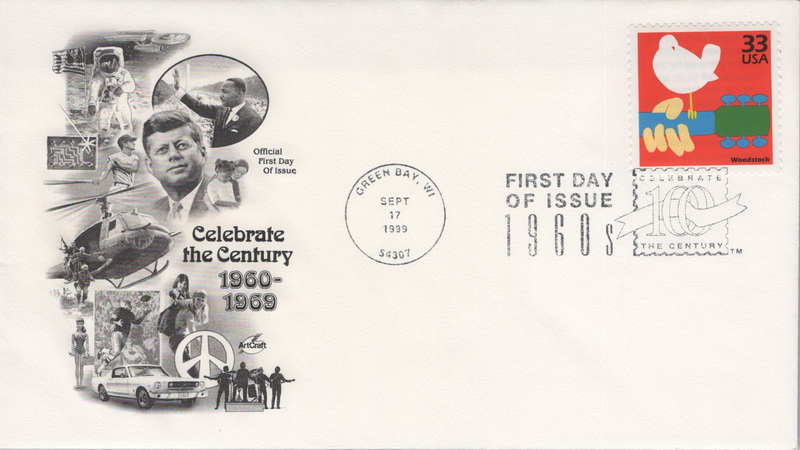 Official
First Day
Of Issue
Celebrate
the Century
1960-
1969
ArtCraft
GREEN BAY, WI
SEPT
17
1999
54307
FIRST DAY
OF ISSUE
1960s
33
USA
Woodstock
CELEBRATE
100
THE CENTURY
TM